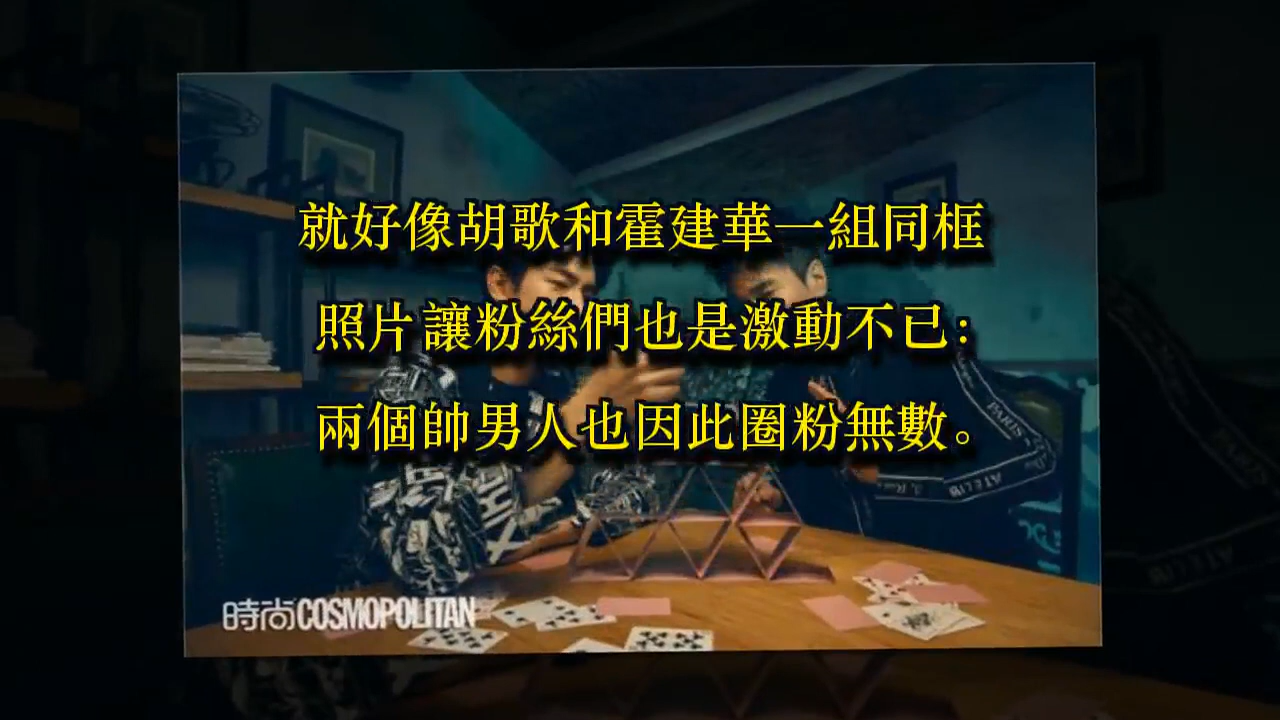 就好像胡歌和霍建華一組同框
照片讓粉絲們也是激動不已:
兩個帥男人也因此圈粉無數。
PARIS
ATELIER
時尚COSMOPOLITAN